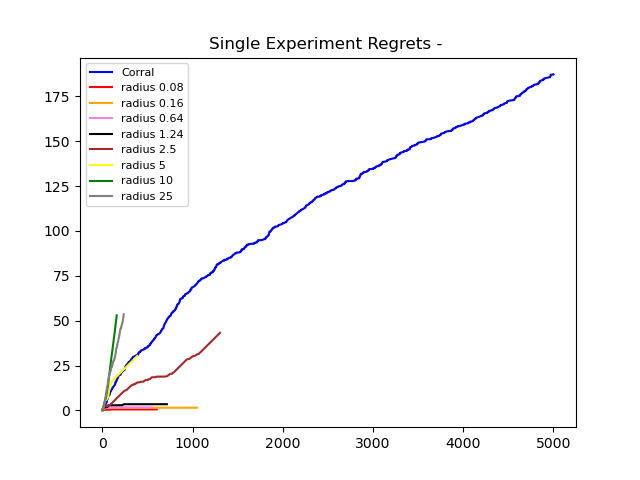 Single Experiment Regrets -
Corral
radius 0.08
radius 0.16
radius 0.64
radius 1.24
radius 2.5
radius 5
radius 10
radius 25
175
150
125
100
75
50
25
0
0 1000 2000 3000 4000 5000